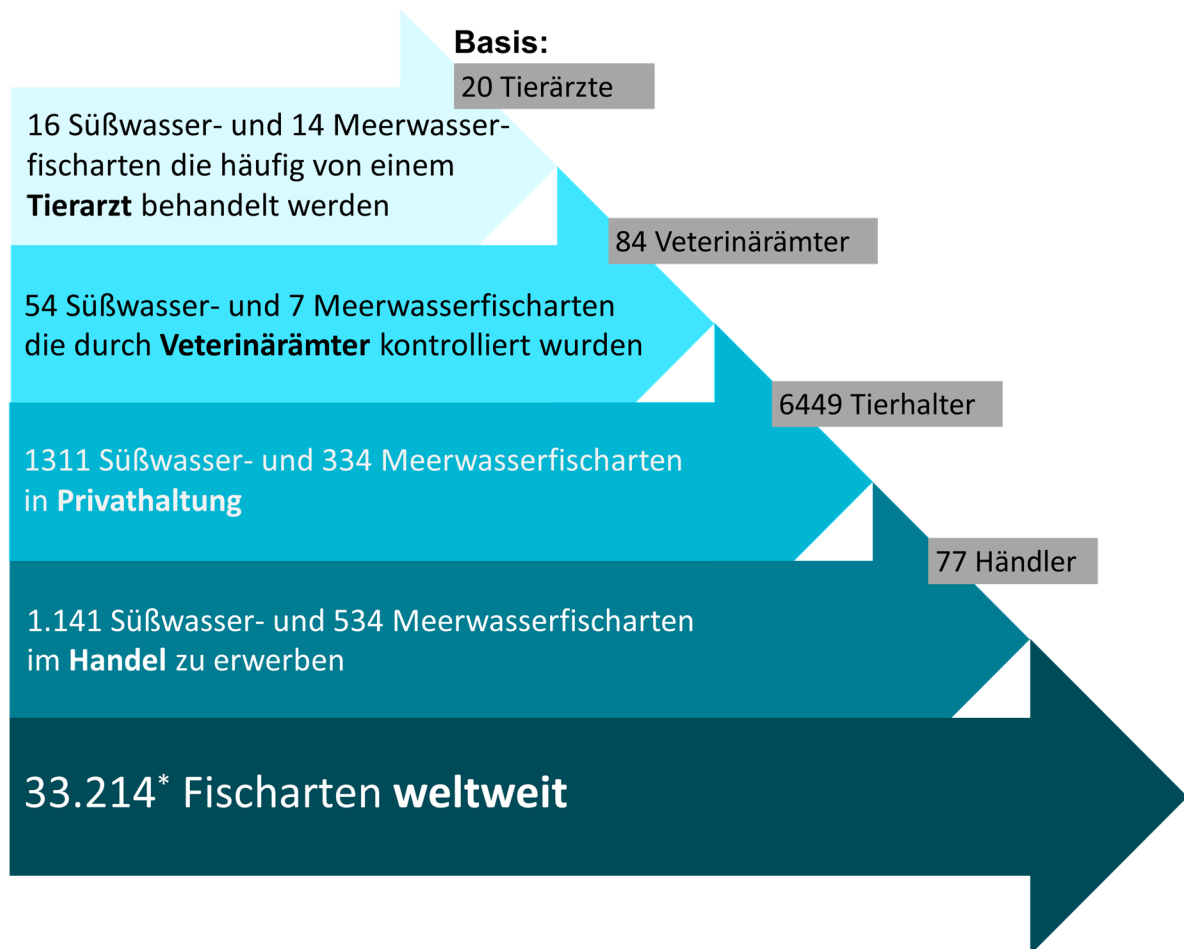 Basis:
20 Tierärzte
16 Süßwasser- und 14 Meerwasser-
fischarten die häufig von einem
Tierarzt behandelt werden
84 Veterinärämter
54 Süßwasser- und 7 Meerwasserfischarten
die durch Veterinärämter kontrolliert wurden
6449 Tierhalter
1311 Süßwasser- und 334 Meerwasserfischarten
in Privathaltung
77 Händler
1.141 Süßwasser- und 534 Meerwasserfischarten
im Handel zu erwerben
33.214* Fischarten weltweit